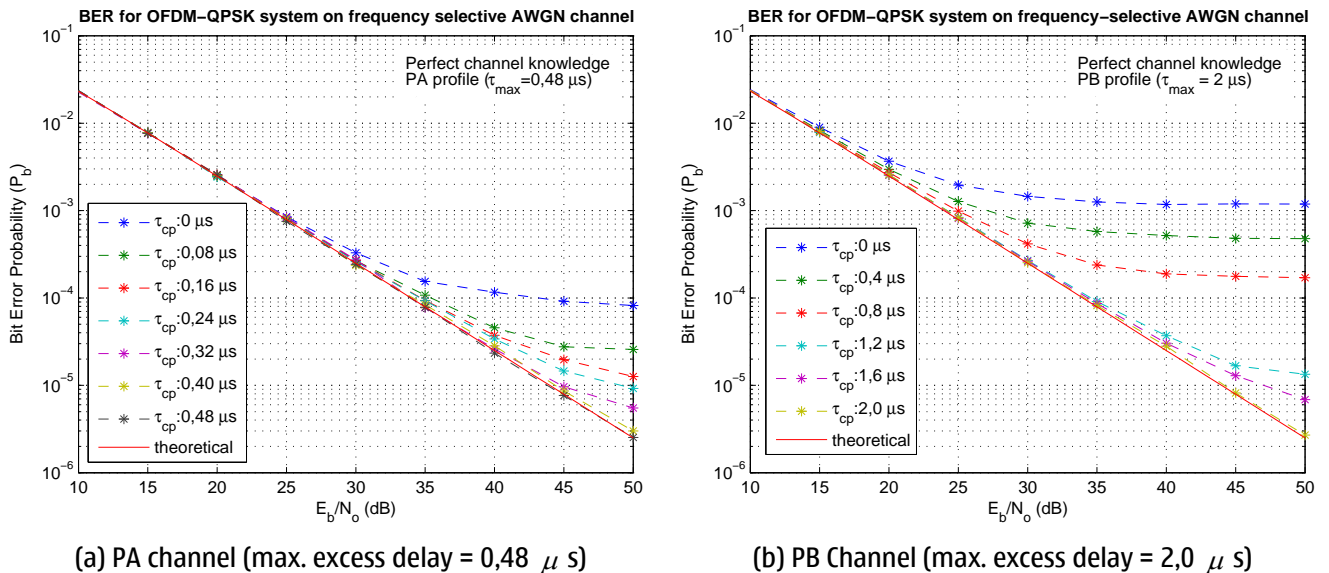 BER for OFDM−QPSK system on frequency selective AWGN channel
Perfect channel knowledge
PA profile (τmax=0,48 μs)
Bit Error Probability (Pb)
10−1
10−2
10−3
10−4
10−5
10−6
τcp:0 μs
τcp:0.08 μs
τcp:0,16 μs
τcp:0,24 μs
τcp:0,32 μs
τcp:0,40 μs
τcp:0,48 μs
theoretical
10 15 20 25 30 35 40 45 50
Eb/No (dB)
(a) PA channel (max. excess delay = 0,48 μ s)
BER for OFDM−QPSK system on frequency−selective AWGN channel
Perfect channel knowledge
PB profile (τmax = 2 μs)
Bit Error Probability (Pb)
10−1
10−2
10−3
10−4
10−5
10−6
τcp:0 μs
τcp:0,4 μs
τcp:0,8 μs
τcp:1,2 μs
τcp:1,6 μs
τcp:2,0 μs
theoretical
10 15 20 25 30 35 40 45 50
Eb/No (dB)
(b) PB Channel (max. excess delay = 2,0 μ s)